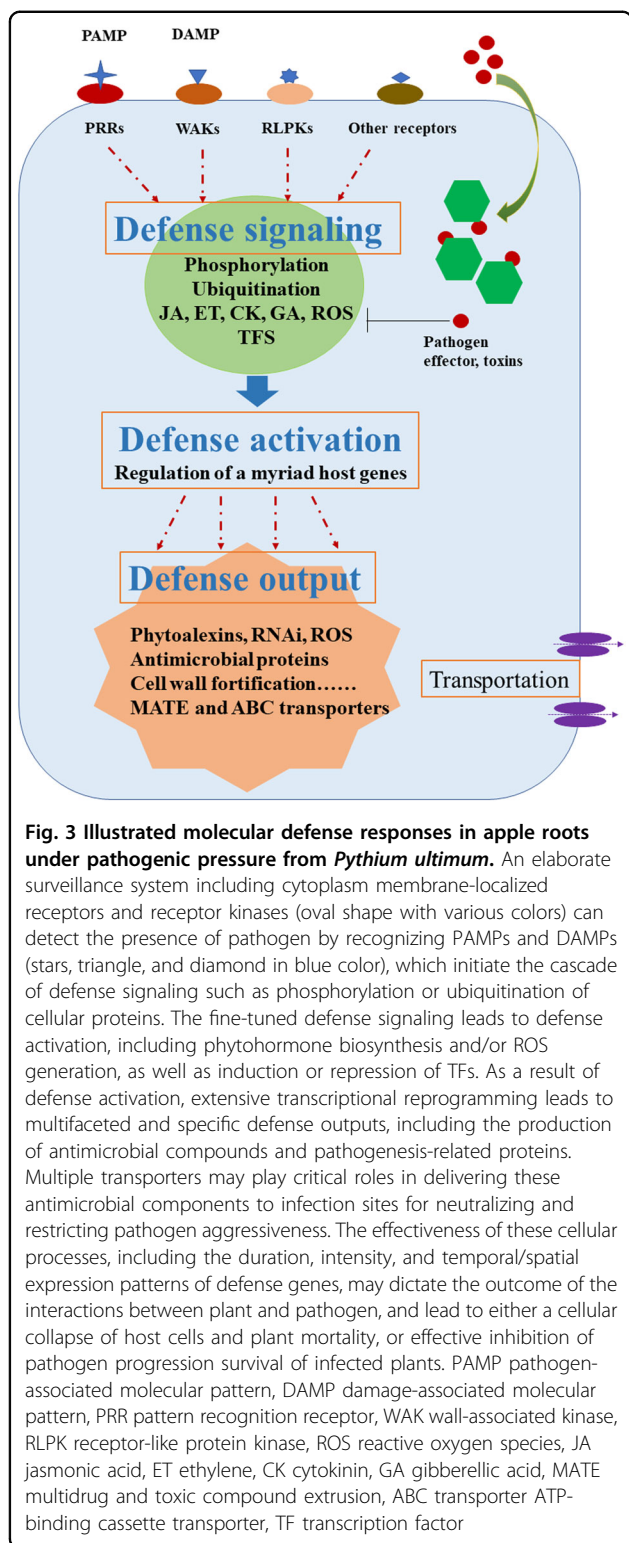 PAMP DAMP
PRRs WAKs RLPKs Other receptors
Defense signaling
Phosphorylation
Ubiquitination
JA, ET, CK, GA, ROS
TFS
Pathogen
effector, toxins
Defense activation
Regulation of a myriad host genes
Defense output
Phytoalexins, RNAi, ROS
Antimicrobial proteins
Cell wall fortification......
MATE and ABC transporters
Transportation
Fig. 3 Illustrated molecular defense responses in apple roots
under pathogenic pressure from Pythium ultimum. An elaborate
surveillance system including cytoplasm membrane-localized
receptors and receptor kinases (oval shape with various colors) can
detect the presence of pathogen by recognizing PAMPs and DAMPs
(stars, triangle, and diamond in blue color), which initiate the cascade
of defense signaling such as phosphorylation or ubiquitination of
cellular proteins. The fine-tuned defense signaling leads to defense
activation, including phytohormone biosynthesis and/or ROS
generation, as well as induction or repression of TFs. As a result of
defense activation, extensive transcriptional reprogramming leads to
multifaceted and specific defense outputs, including the production
of antimicrobial compounds and pathogenesis-related proteins.
Multiple transporters may play critical roles in delivering these
antimicrobial components to infection sites for neutralizing and
restricting pathogen aggressiveness. The effectiveness of these cellular
processes, including the duration, intensity, and temporal/spatial
expression patterns of defense genes, may dictate the outcome of the
interactions between plant and pathogen, and lead to either a cellular
collapse of host cells and plant mortality, or effective inhibition of
pathogen progression survival of infected plants. PAMP pathogen-
associated molecular pattern, DAMP damage-associated molecular
pattern, PRR pattern recognition receptor, WAK wall-associated kinase,
RLPK receptor-like protein kinase, ROS reactive oxygen species, JA
jasmonic acid, ET ethylene, CK cytokinin, GA gibberellic acid, MATE
multidrug and toxic compound extrusion, ABC transporter ATP-
binding cassette transporter, TF transcription factor